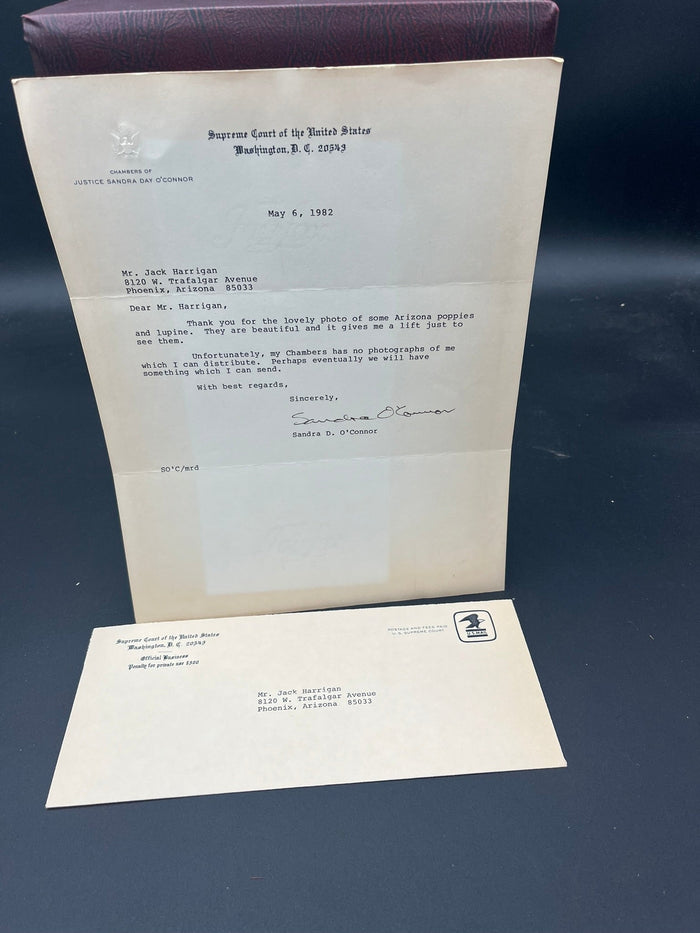 Supreme Court of the United States
Washington, D. C. 20543
CHAMBERS OF
JUSTICE SANDRA DAY O'CONNOR
May 6, 1982
Mr. Jack Harrigan
8120 W. Trafalgar Avenue
Phoenix, Arizona 85033
Dear Mr. Harrigan,
Thank you for the lovely photo of some Arizona poppies
and lupine. They are beautiful and it gives me a lift just to
see them.
Unfortunately, my Chambers has no photographs of me
which I can distribute. Perhaps eventually we will have
something which I can send.
With best regards,
Sincerely,
Sandra O'Connor
Sandra D. O'Connor
SO'C/mrd
Supreme Court of the United States
Washington, D. C. 20543
Official Business
Penalty for private use $300
POSTAGE AND FEES PAID
U.S. SUPREME COURT
U.S.MAIL
Mr. Jack Harrigan
8120 W. Trafalgar Avenue
Phoenix, Arizona 85033